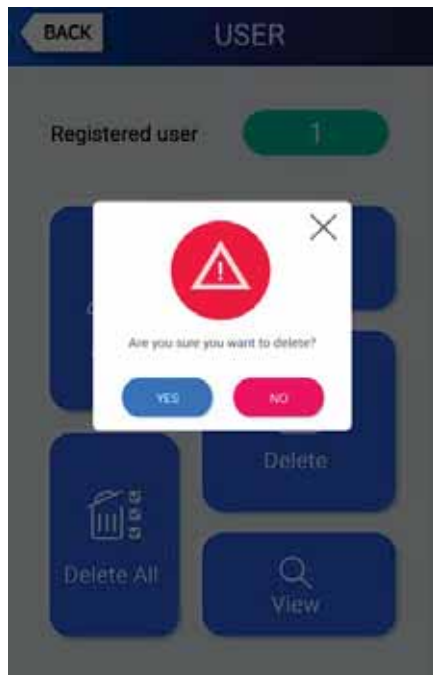 BACK
USER
Registered user
1
Are you sure you want to delete?
YES
NO
Delete
Delete All
View